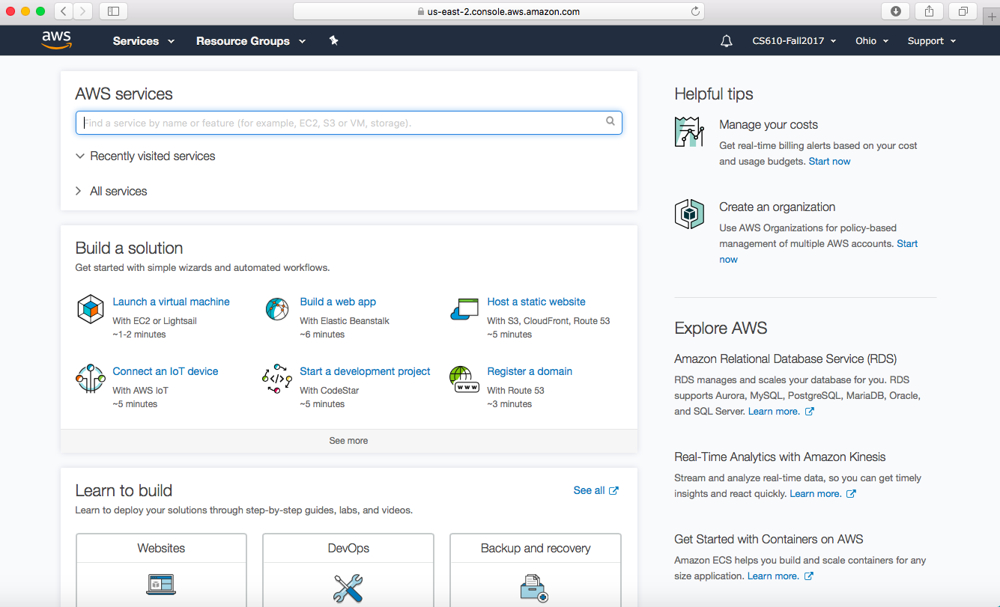 us-east-2.console.aws.amazon.com
aws
Services
Resource Groups
CS610-Fall2017
Ohio
Support
AWS services
Find a service by name or feature (for example, EC2, S3 or VM, storage).
Recently visited services
All services
Build a solution
Get started with simple wizards and automated workflows.
Launch a virtual machine
With EC2 or Lightsail
~1-2 minutes
Build a web app
With Elastic Beanstalk
~6 minutes
Host a static website
With S3, CloudFront, Route 53
~5 minutes
Connect an IoT device
With AWS IoT
~5 minutes
Start a development project
With CodeStar
~5 minutes
www
Register a domain
With Route 53
~3 minutes
See more
Learn to build
See all
Learn to deploy your solutions through step-by-step guides, labs, and videos.
Websites
DevOps
Backup and recovery
Helpful tips
Manage your costs
Get real-time billing alerts based on your cost
and usage budgets. Start now
Create an organization
Use AWS Organizations for policy-based
management of multiple AWS accounts. Start
now
Explore AWS
Amazon Relational Database Service (RDS)
RDS manages and scales your database for you. RDS
supports Aurora, MySQL, PostgreSQL, MariaDB, Oracle,
and SQL Server. Learn more.
Real-Time Analytics with Amazon Kinesis
Stream and analyze real-time data, so you can get timely
insights and react quickly. Learn more.
Get Started with Containers on AWS
Amazon ECS helps you build and scale containers for any
size application. Learn more.